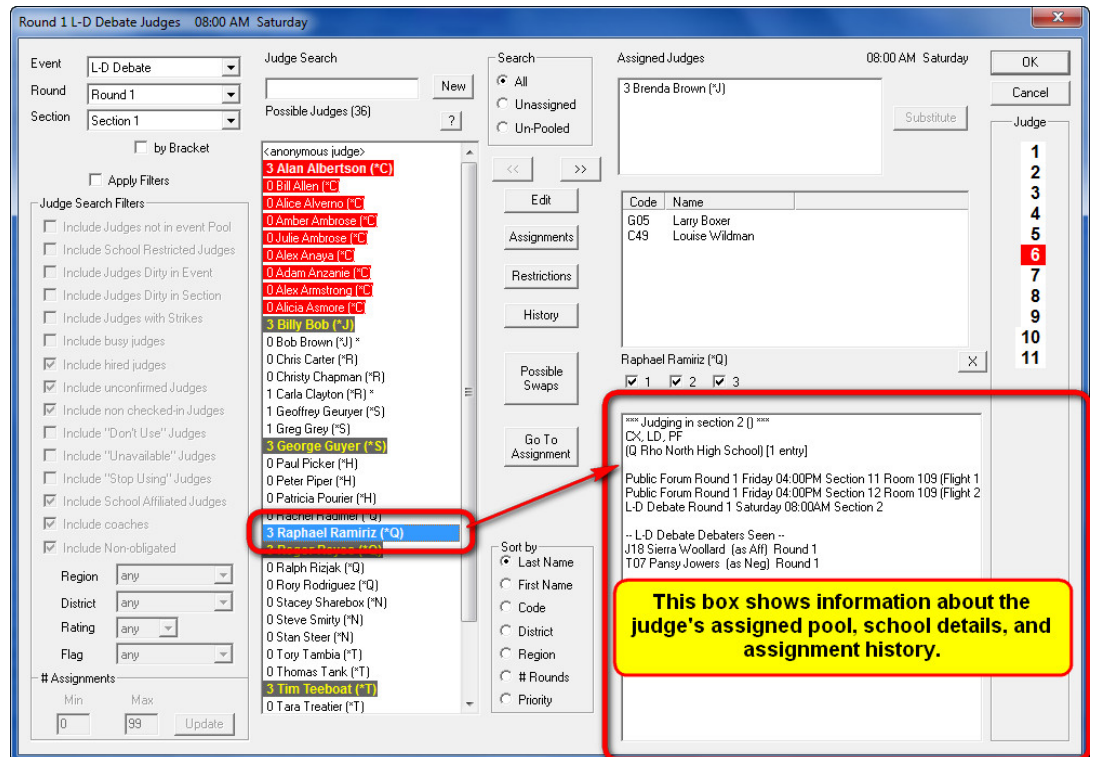 Round 1 L-D Debate Judges 08:00 AM Saturday
Event L-D Debate
Round Round 1
Section Section 1
by Bracket
Apply Filters
Judge Search Filters
Include Judges not in event Pool
Include School Restricted Judges
Include Judges Dirty in Event
Include Judges Dirty in Section
Include Judges with Strikes
Include busy judges
Include hired judges
Include unconfirmed Judges
Include non checked-in Judges
Include "Don't Use" Judges
Include "Unavailable" Judges
Include "Stop Using" Judges
Include School Affiliated Judges
Include coaches
Include Non-obligated
Region any
District any
Rating any
Flag any
# Assignments
Min Max
0 99 Update
Judge Search
New
Possible Judges (36)
?
<anonymous judge>
3 Alan Albertson (*C)
0 Bill Allen (*C)
0 Alice Alverno (*C)
0 Amber Ambrose (*C)
0 Julie Ambrose (*C)
0 Alex Anaya (*C)
0 Adam Anzanie (*C)
0 Alex Armstrong (*C)
0 Alicia Asmore (*C)
3 Billy Bob (*J)
0 Bob Brown (*J) *
0 Chris Carter (*R)
0 Christy Chapman (*R)
1 Carla Clayton (*R) *
1 Geoffrey Geuryer (*S)
1 Greg Grey (*S)
3 George Guyer (*S)
0 Paul Picker (*H)
0 Peter Piper (*H)
0 Patricia Pourier (*H)
3 Raphael Ramiriz (*Q)
0 Ralph Rizjak (*Q)
0 Rory Rodriguez (*Q)
0 Stacey Sharebox (*N)
0 Steve Smirty (*N)
0 Stan Steer (*N)
0 Tory Tambia (*T)
0 Thomas Tank (*T)
3 Tim Teeboat (*T)
0 Tara Treatier (*T)
Search
All
Unassigned
Un-Pooled
<< >>
Edit
Assignments
Restrictions
History
Possible
Swaps
Go To
Assignment
Sort by
Last Name
First Name
Code
District
Region
# Rounds
Priority
Assigned Judges 08:00 AM Saturday
3 Brenda Brown (*J)
Substitute
Code Name
G05 Larry Boxer
C49 Louise Wildman
Raphael Ramiriz (*Q)
X
1 2 3
*** Judging in section 2 () ***
CX, LD, PF
(Q Rho North High School) [1 entry]
Public Forum Round 1 Friday 04:00PM Section 11 Room 109 (Flight 1
Public Forum Round 1 Friday 04:00PM Section 12 Room 109 (Flight 2
L-D Debate Round 1 Saturday 08:00AM Section 2
-- L-D Debate Debaters Seen --
J18 Sierra Woollard (as Aff) Round 1
T07 Pansy Jowers (as Neg) Round 1
This box shows information about the
judge's assigned pool, school details, and
assignment history.
OK
Cancel
Judge
1
2
3
4
5
6
7
8
9
10
11